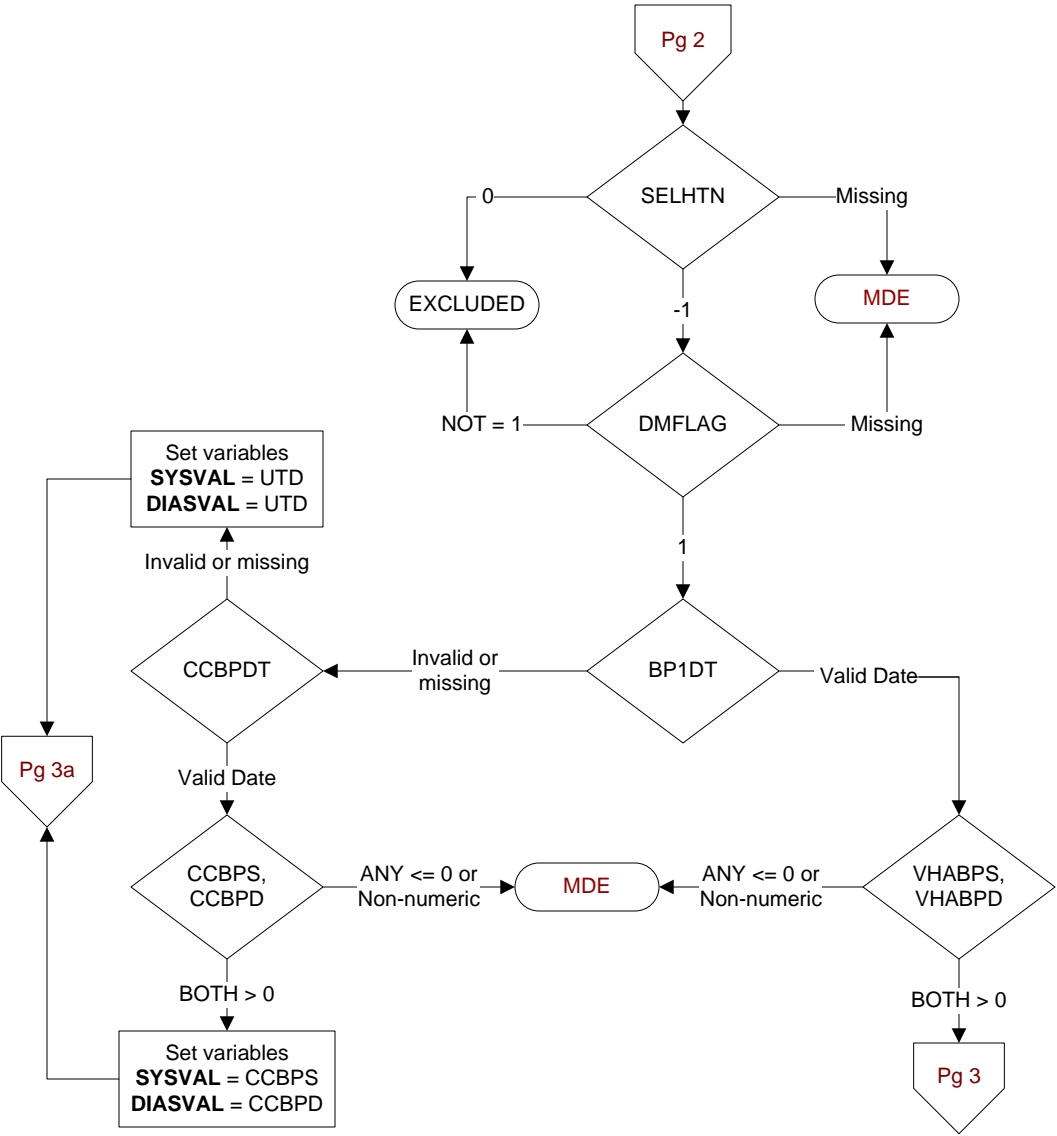 Pg 2
SELHTN
0
Missing
EXCLUDED
MDE
-1
NOT = 1
DMFLAG
Missing
Set variables
SYSVAL = UTD
DIASVAL = UTD
1
Invalid or missing
CCBPDT
Invalid or
missing
BP1DT
Valid Date
Pg 3a
Valid Date
CCBPS,
CCBPD
ANY <= 0 or
Non-numeric
MDE
ANY <= 0 or
Non-numeric
VHABPS,
VHABPD
BOTH > 0
BOTH > 0
Set variables
SYSVAL = CCBPS
DIASVAL = CCBPD
Pg 3